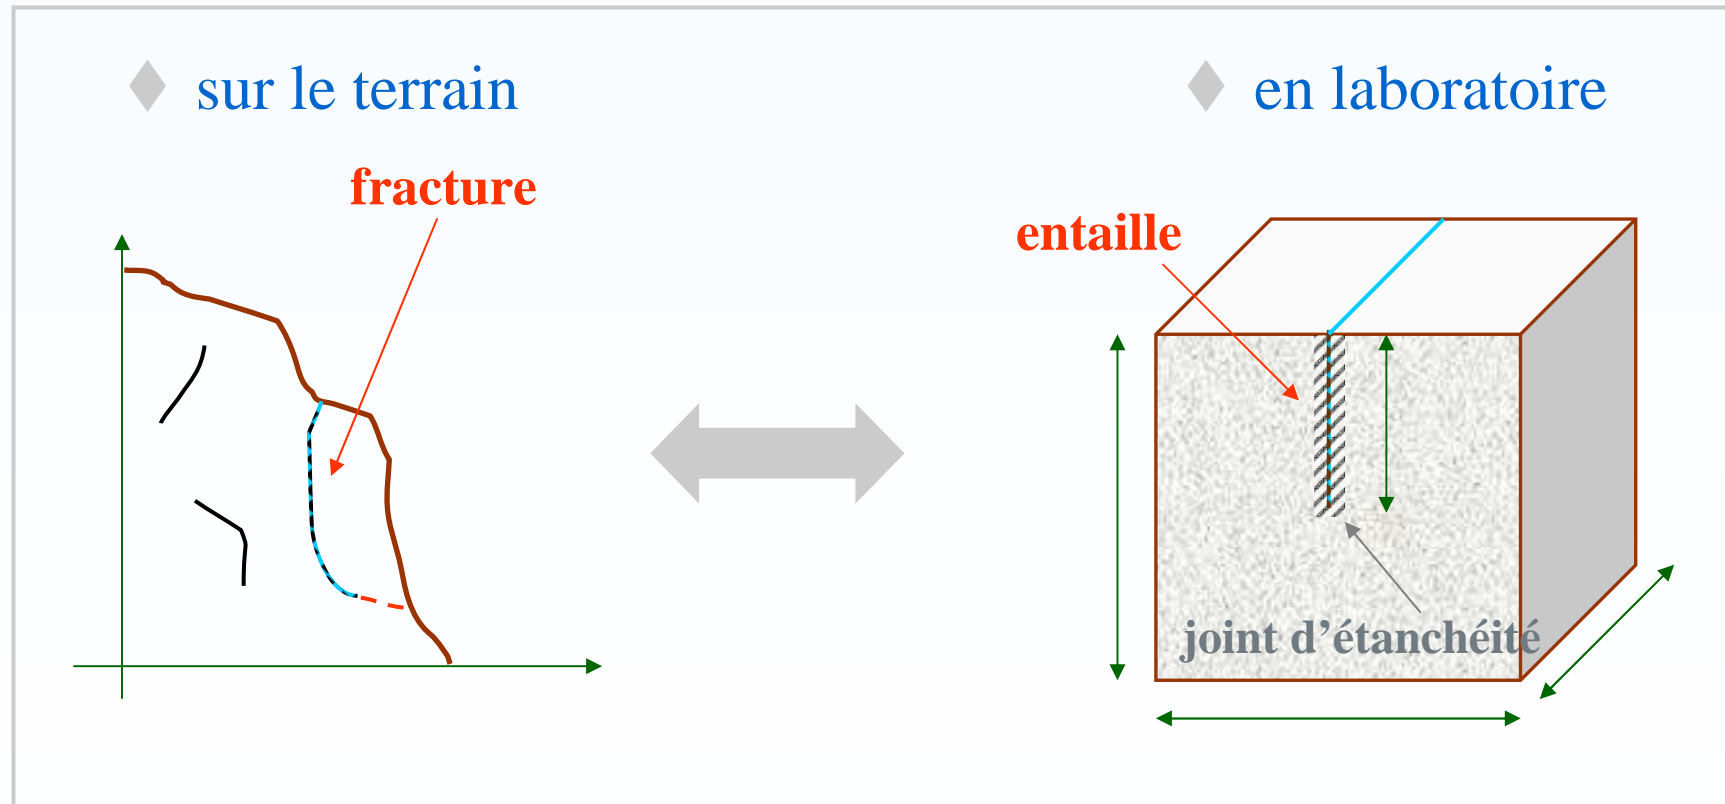 sur le terrain
en laboratoire
fracture
entaille
joint d’étanchéité